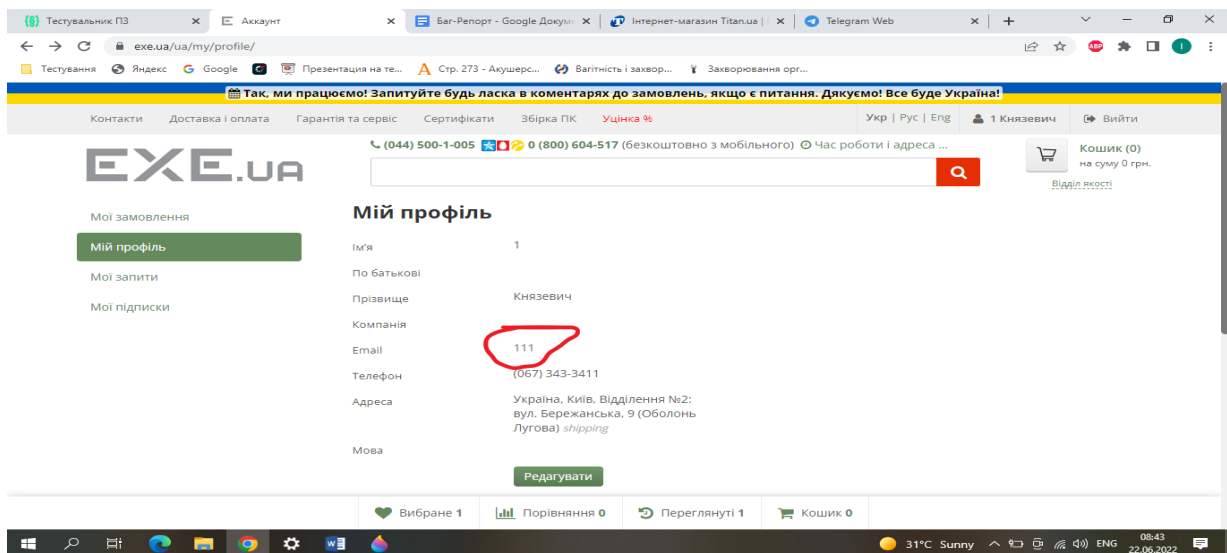 Тестувальник ПЗ
Аккаунт
Баг-Репорт - Google Докум
Інтернет-магазин Titan.ua |
Telegram Web
exe.ua/ua/my/profile/
Тестування Яндекс Google Презентация на те... Стр. 273 - Акушерс... Вагітність і захвор... Захворювання орг...
Так, ми працюємо! Запитуйте будь ласка в коментарях до замовлень, якщо є питання. Дякуємо! Все буде Україна!
Контакти Доставка і оплата Гарантія та сервіс Сертифікати Збірка ПК Уцінка % Укр | Рус | Eng 1 Князевич Вийти
(044) 500-1-005 0 (800) 604-517 (безкоштовно з мобільного) Час роботи і адреса ...
EXE.UA
Кошик (0)
на суму 0 грн.
Відділ якості
Мої замовлення
Мій профіль
Мої запити
Мої підписки
Мій профіль
Ім'я 1
По батькові
Прізвище Князевич
Компанія
Email 111
Телефон (067) 343-3411
Адреса Україна, Київ, Відділення №2:
вул. Бережанська, 9 (Оболонь
Лугова) shipping
Мова
Редагувати
Вибране 1 Порівняння 0 Переглянуті 1 Кошик 0
31°C Sunny ENG 08:43
22.06.2022